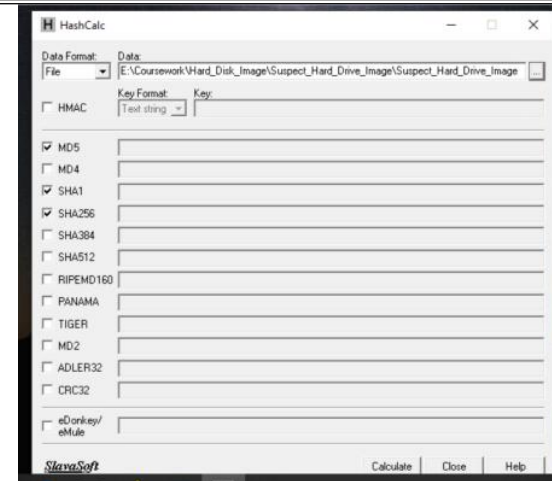 H HashCalc
Data Format: Data:
File E:\Coursework\Hard_Disk_Image\Suspect_Hard_Drive_Image\Suspect_Hard_Drive_Image ...
Key Format: Key:
HMAC Text string
MD5
MD4
SHA1
SHA256
SHA384
SHA512
RIPEMD160
PANAMA
TIGER
MD2
ADLER32
CRC32
eDonkey/
eMule
SlavaSoft Calculate Close Help